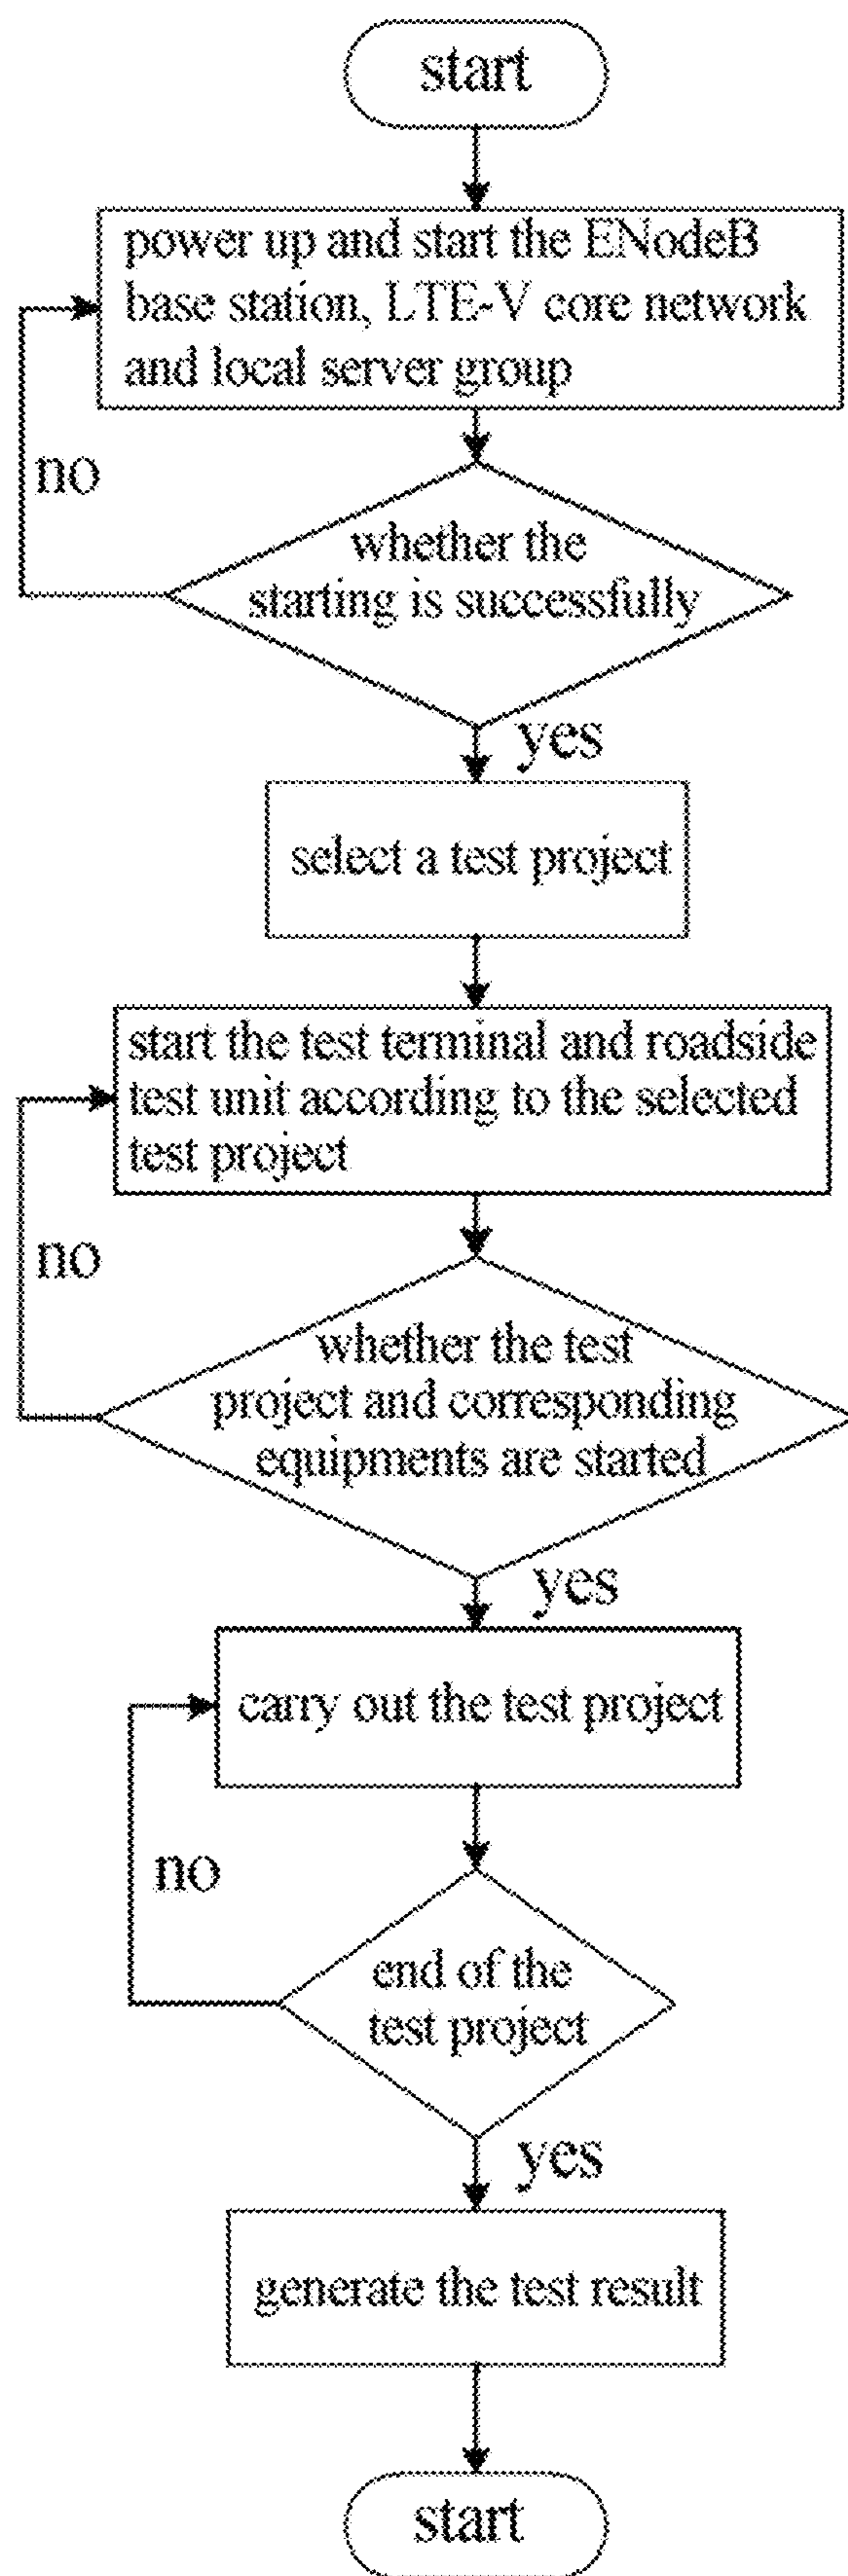 start
power up and start the ENodeB
base station, LTE-V core network
and local server group
no
whether the
starting is successfully
yes
select a test project
start the test terminal and roadside
test unit according to the selected
test project
no
whether the test
project and corresponding
equipments are started
yes
carry out the test project
no
end of the
test project
yes
generate the test result
start